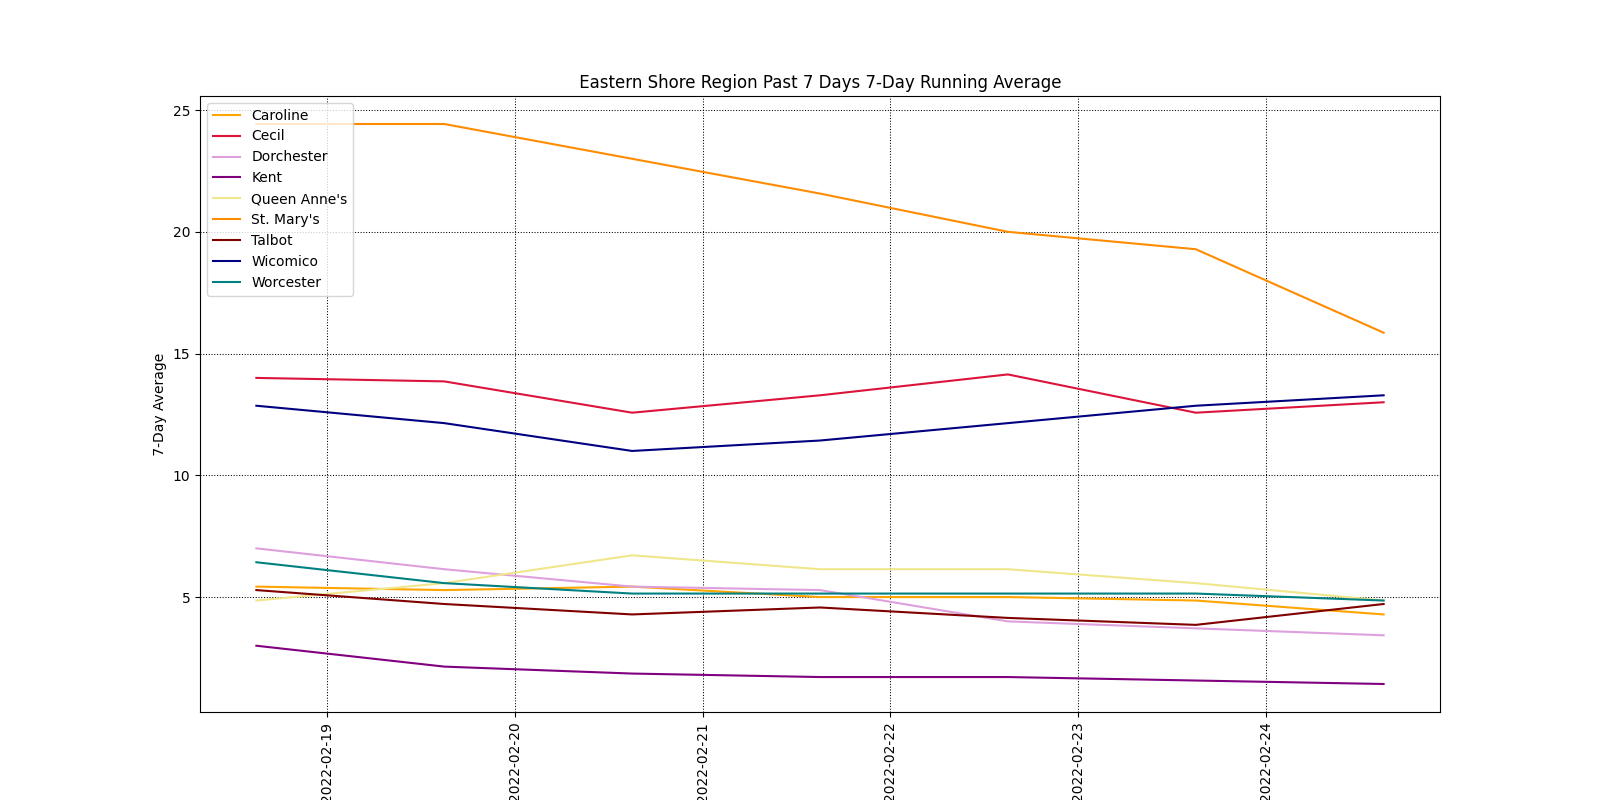 Eastern Shore Region Past 7 Days 7-Day Running Average
25
20
15
10
5
7-Day Average
Caroline
Cecil
Dorchester
Kent
Queen Anne's
St. Mary's
Talbot
Wicomico
Worcester
2022-02-19
2022-02-20
2022-02-21
2022-02-22
2022-02-23
2022-02-24